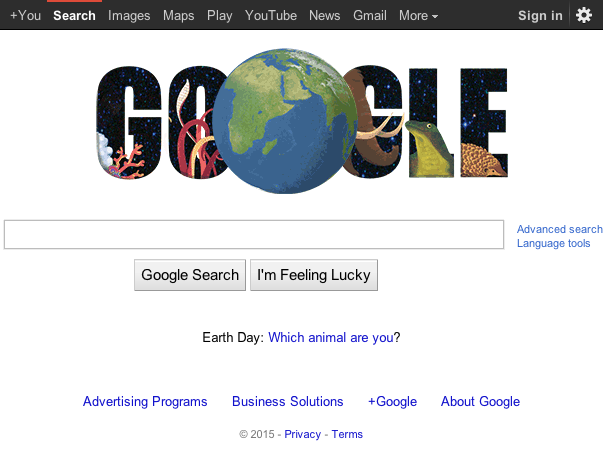 +You Search Images Maps Play YouTube News Gmail More Sign in
GOOGLE
Advanced search
Language tools
Google Search I'm Feeling Lucky
Earth Day: Which animal are you?
Advertising Programs Business Solutions +Google About Google
© 2015 - Privacy - Terms